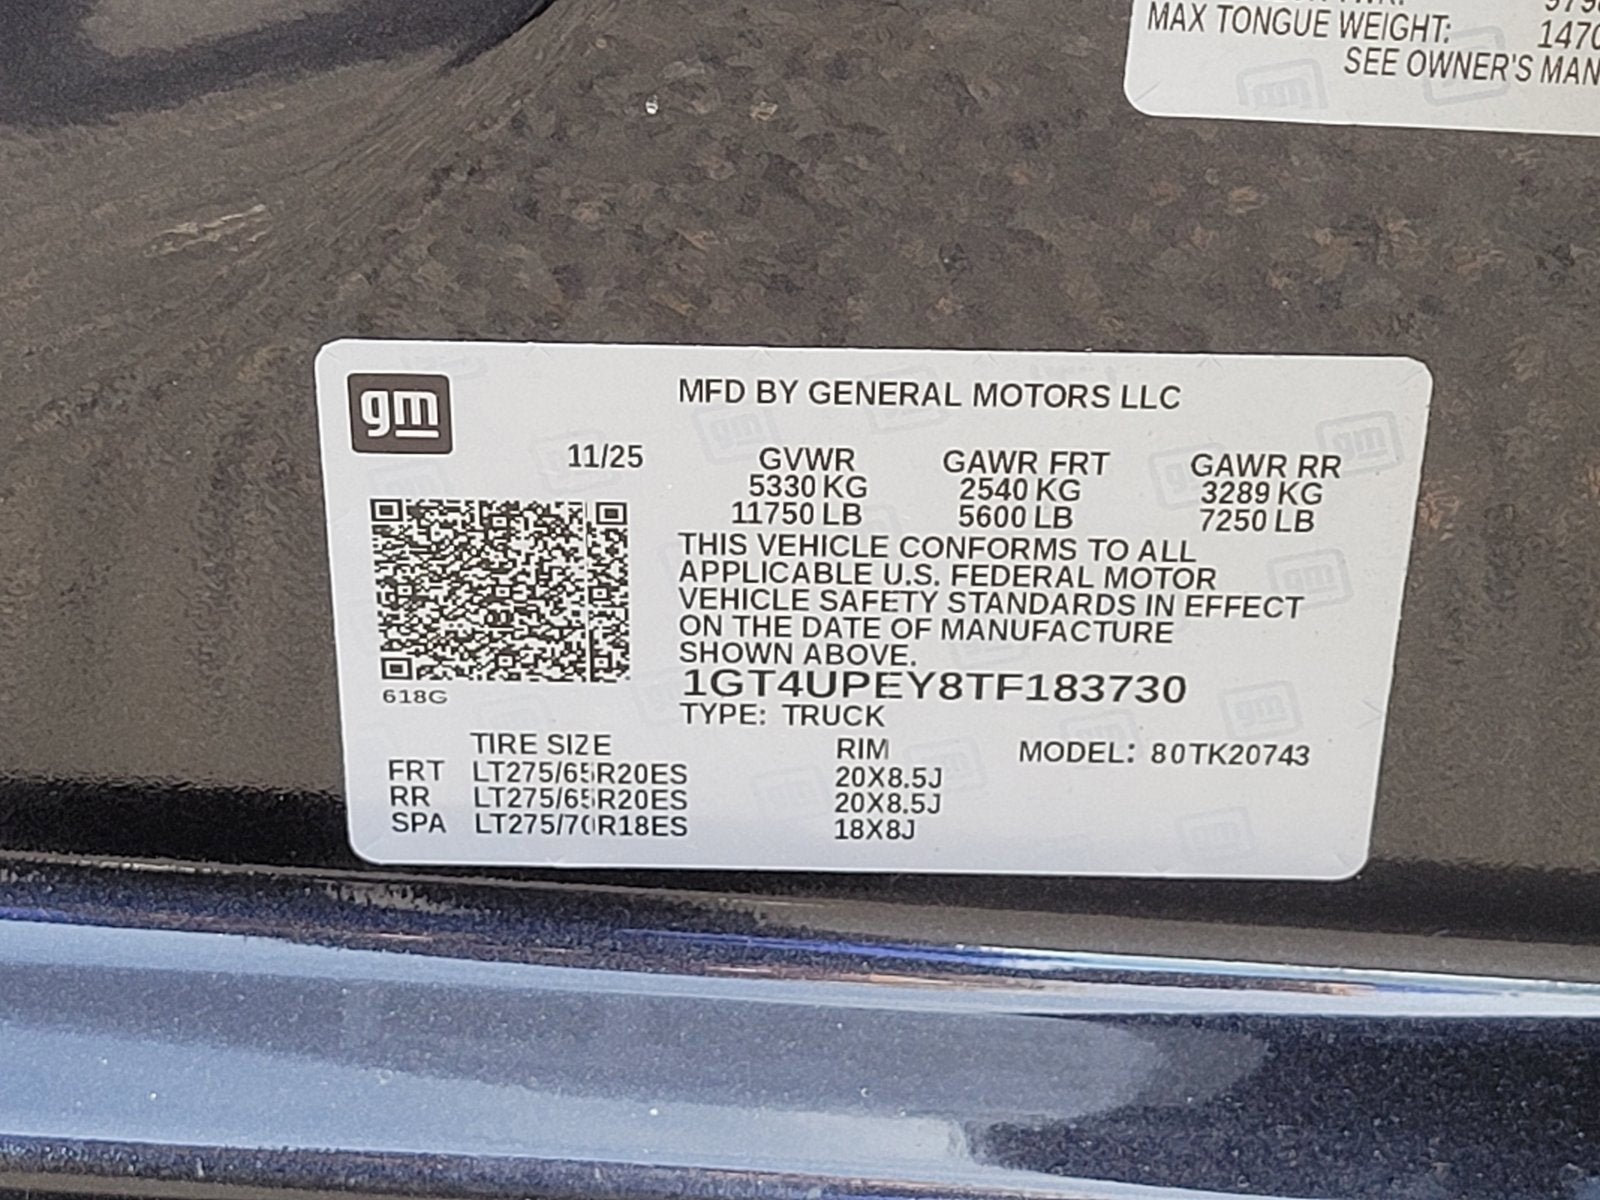 MAX TONGUE WEIGHT: 1470
SEE OWNER'S MAN
gm
MFD BY GENERAL MOTORS LLC
11/25
GVWR GAWR FRT GAWR RR
5330 KG 2540 KG 3289 KG
11750 LB 5600 LB 7250 LB
THIS VEHICLE CONFORMS TO ALL
APPLICABLE U.S. FEDERAL MOTOR
VEHICLE SAFETY STANDARDS IN EFFECT
ON THE DATE OF MANUFACTURE
SHOWN ABOVE.
618G
1GT4UPEY8TF183730
TYPE: TRUCK
TIRE SIZE RIM MODEL: 80TK20743
FRT LT275/65R20ES 20X8.5J
RR LT275/65R20ES 20X8.5J
SPA LT275/70R18ES 18X8J